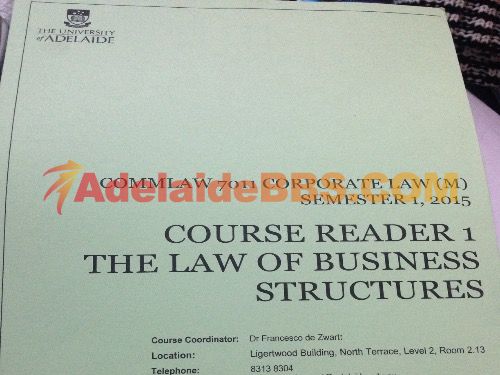 THE UNIVERSITY
of ADELAIDE
COMMLAW 7011 CORPORATE LAW (M)
AdelaideBBS.COM
SEMESTER 1, 2015
COURSE READER 1
THE LAW OF BUSINESS
STRUCTURES
Course Coordinator: Dr Francesco de Zwart:
Location: Ligertwood Building, North Terrace, Level 2, Room 2.13
Telephone: 8313 8304